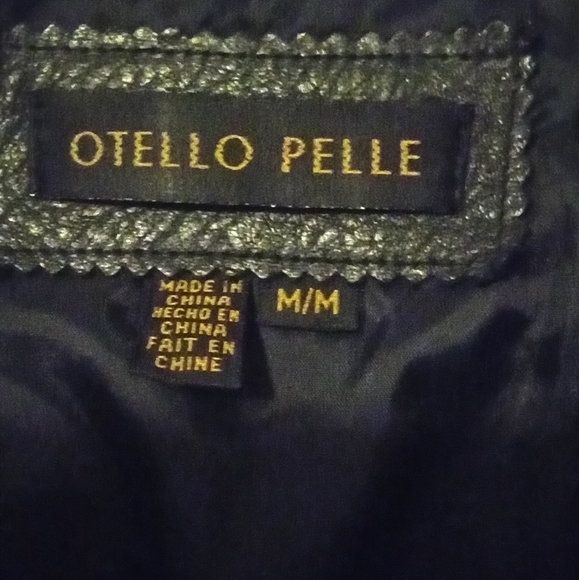 OTELLO PELLE
MADE IN
CHINA
HECHO EN
CHINA
FAIT EN
CHINE
M/M